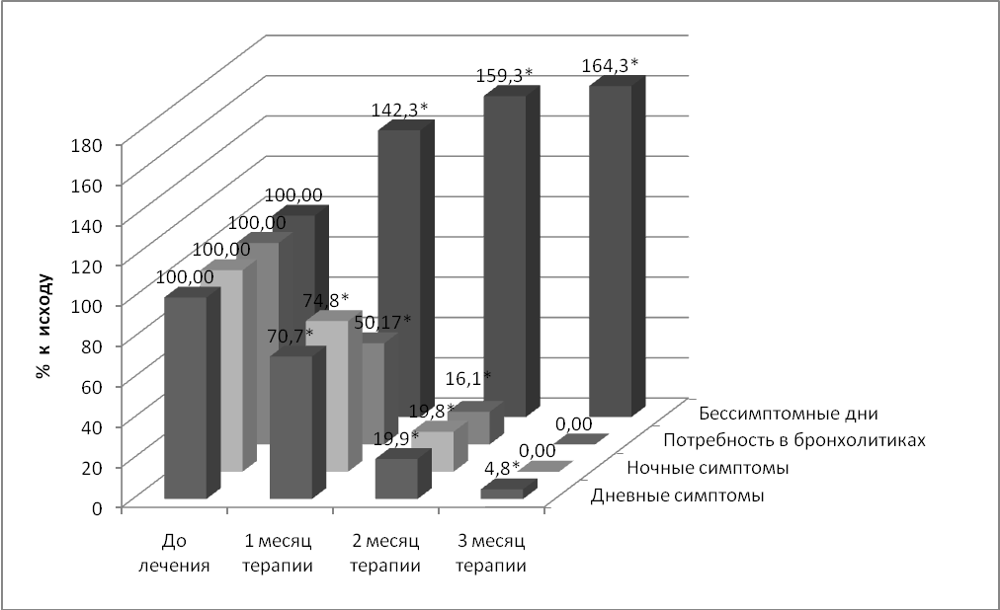 164,3*
159,3*
142,3*
180
160
140
120
100
80
60
40
20
0
% к исходу
100,00
100,00
100,00
100,00
74,8*
50,17*
70,7*
16,1*
19,8*
19,9*
0,00
0,00
4,8*
Бессимптомные дни
Потребность в бронхолитиках
Ночные симптомы
Дневные симптомы
До
лечения
1 месяц
терапии
2 месяц
терапии
3 месяц
терапии